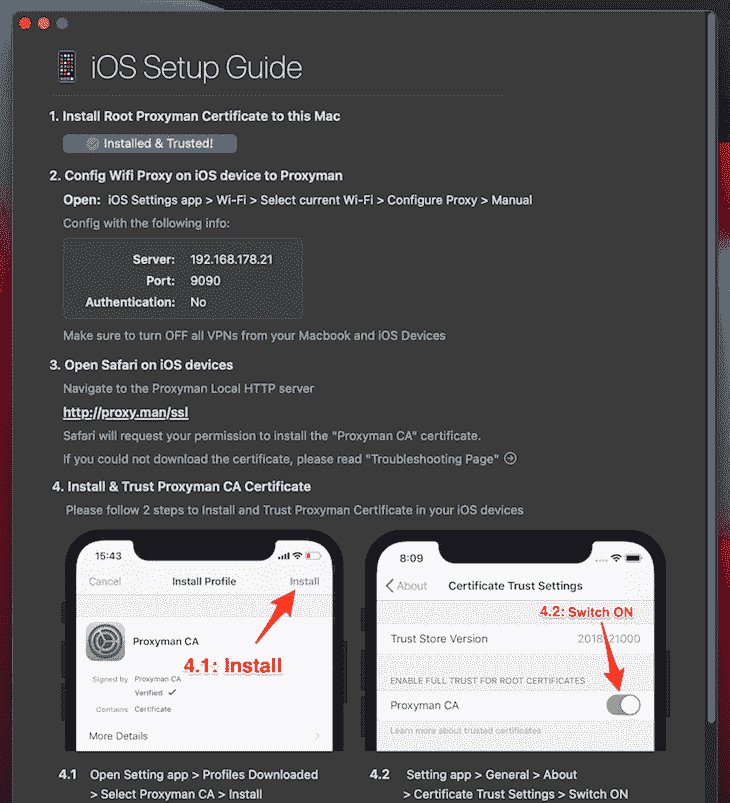 iOS Setup Guide
1. Install Root Proxyman Certificate to this Mac
Installed & Trusted!
2. Config Wifi Proxy on iOS device to Proxyman
Open: iOS Settings app > Wi-Fi > Select current Wi-Fi > Configure Proxy > Manual
Config with the following info:
Server: 192.168.178.21
Port: 9090
Authentication: No
Make sure to turn OFF all VPNs from your Macbook and iOS Devices
3. Open Safari on iOS devices
Navigate to the Proxyman Local HTTP server
http://proxy.man/ssl
Safari will request your permission to install the "Proxyman CA" certificate.
If you could not download the certificate, please read "Troubleshooting Page"
4. Install & Trust Proxyman CA Certificate
Please follow 2 steps to Install and Trust Proxyman Certificate in your iOS devices
15:43
Cancel Install Profile Install
Proxyman CA
4.1: Install
Signed by Proxyman CA
Verified ✓
Contains Certificate
More Details
8:09
About Certificate Trust Settings
4.2: Switch ON
Trust Store Version
ENABLE FULL TRUST FOR ROOT CERTIFICATES
Proxyman CA
Learn more about trusted certificates
4.1 Open Setting app > Profiles Downloaded
> Select Proxyman CA > Install
4.2 Setting app > General > About
> Certificate Trust Settings > Switch ON